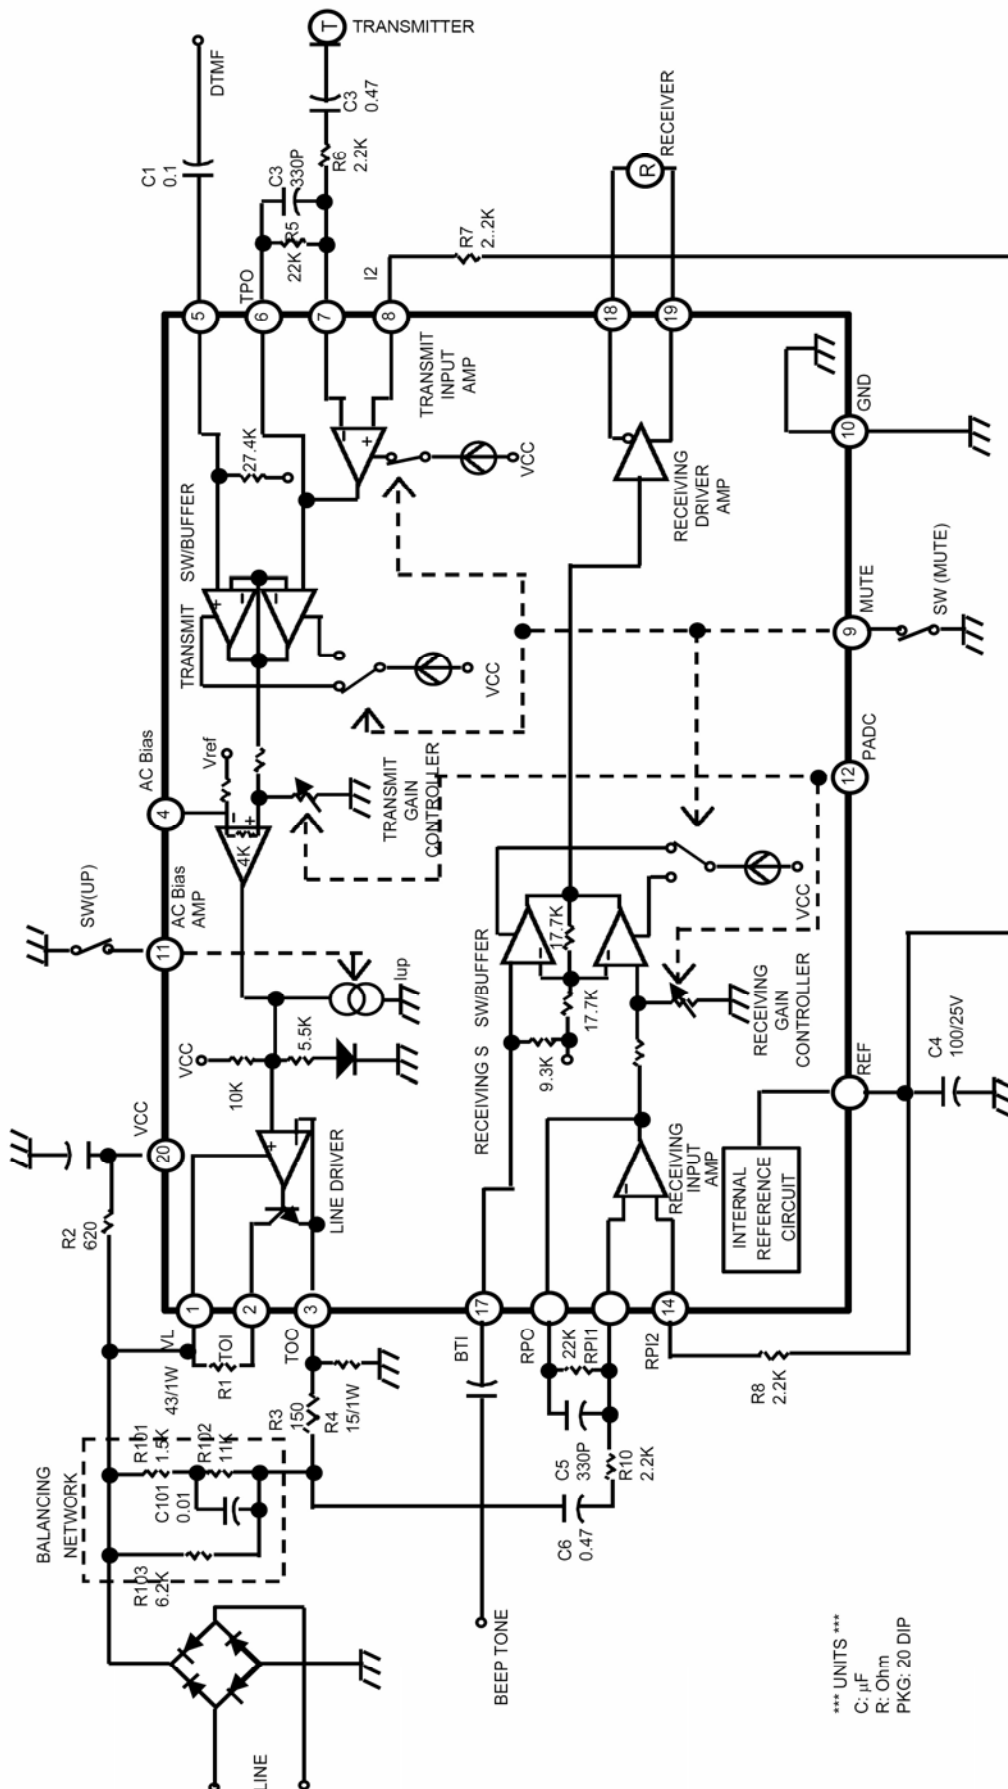 TRANSMITTER
T
DTMF
C1
0.1
C3
0.47
R6
2.2K
C3
330P
R5
22K
TPO
I2
R7
2..2K
R
RECEIVER
5
6
7
8
18
19
10
GND
TRANSMIT
INPUT
AMP
VCC
27.4K
TRANSMIT SW/BUFFER
VCC
RECEIVING
DRIVER
AMP
9
MUTE
SW (MUTE)
12
PADC
4
AC Bias
Vref
4K
TRANSMIT
GAIN
CONTROLLER
SW(UP)
11
AC Bias
AMP
Iup
VCC
10K
5.5K
20
VCC
R2
620
LINE DRIVER
RECEIVING S SW/BUFFER
17.7K
17.7K
9.3K
VCC
RECEIVING
GAIN
CONTROLLER
RECEIVING
INPUT
AMP
INTERNAL
REFERENCE
CIRCUIT
REF
C4
100/25V
1
2
3
17
14
VL
TOI
TOO
BTI
RPO
RPI1
RPI2
43/1W
R1
R3
150
R4
15/1W
22K
C5
330P
R10
2.2K
R8
2.2K
C6
0.47
BALANCING
NETWORK
R101
1.5K
R102
11K
C101
0.01
R103
6.2K
BEEP TONE
LINE
*** UNITS ***
C: μF
R: Ohm
PKG: 20 DIP
+
-
-
-
+
-
+
+
-
-
-